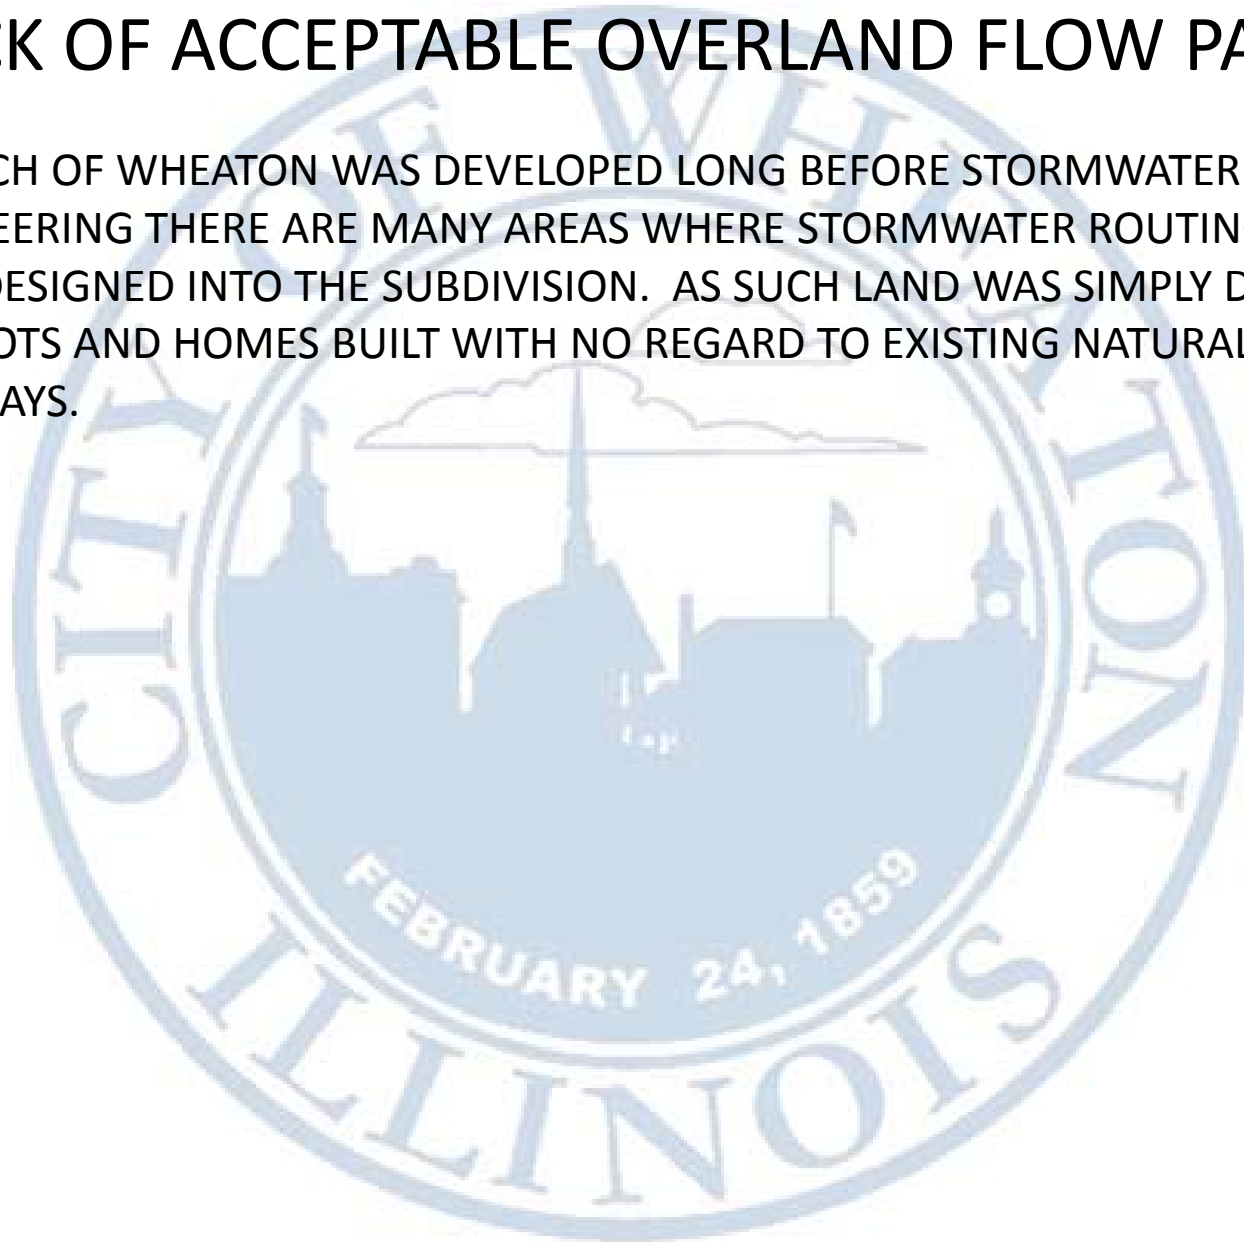 CK OF ACCEPTABLE OVERLAND FLOW PA
CH OF WHEATON WAS DEVELOPED LONG BEFORE STORMWATER
EERING THERE ARE MANY AREAS WHERE STORMWATER ROUTING
DESIGNED INTO THE SUBDIVISION.  AS SUCH LAND WAS SIMPLY D
OTS AND HOMES BUILT WITH NO REGARD TO EXISTING NATURAL
AYS.
CITY OF WHEATON
FEBRUARY 24, 1859
ILLINOIS